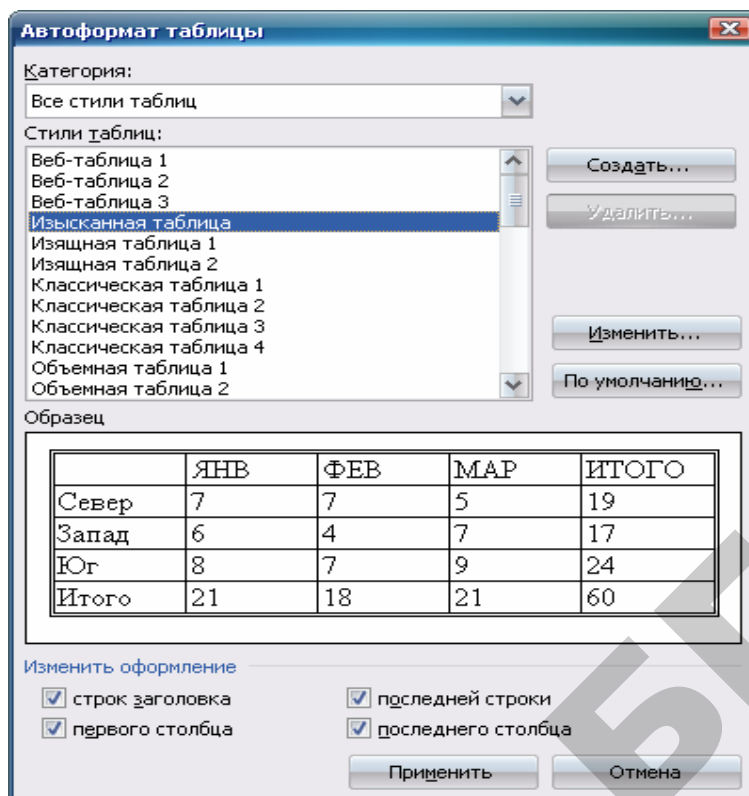 Автоформат таблицы
Категория:
Все стили таблиц
Стили таблиц:
Веб-таблица 1
Веб-таблица 2
Веб-таблица 3
Изысканная таблица
Изящная таблица 1
Изящная таблица 2
Классическая таблица 1
Классическая таблица 2
Классическая таблица 3
Классическая таблица 4
Объемная таблица 1
Объемная таблица 2
Создать...
Удалить...
Изменить...
По умолчанию...
Образец
ЯНВ ФЕВ МАР ИТОГО
Север 7 7 5 19
Запад 6 4 7 17
Юг 8 7 9 24
Итого 21 18 21 60
Изменить оформление
строк заголовка последней строки
первого столбца последнего столбца
Применить Отмена